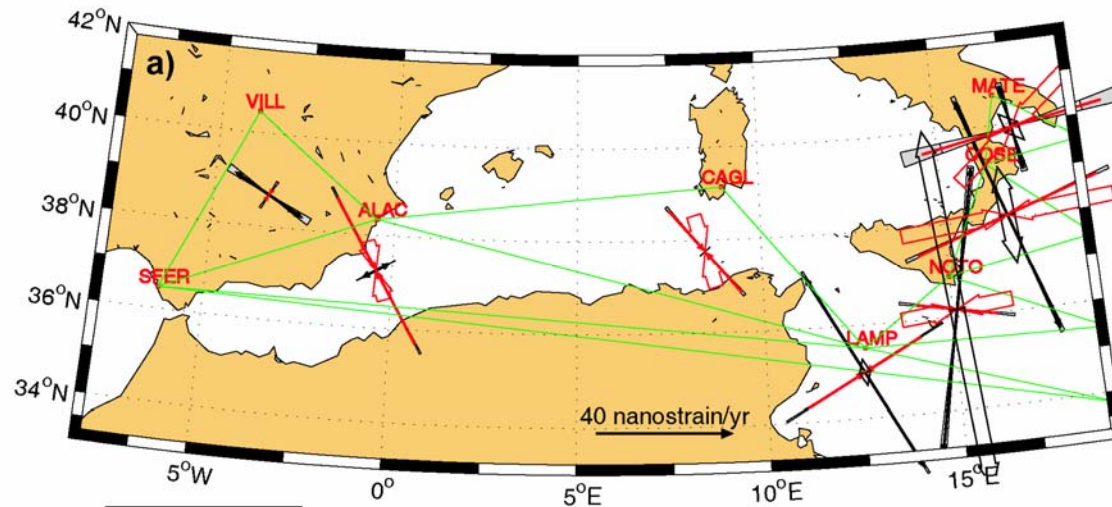 42°N
a)
MATE
40°N
VILL
COSE
CAGL
38°N
ALAC
NOTO
SFER
36°N
LAMP
34°N
40 nanostrain/yr
5°W
0°
5°E
10°E
15°E